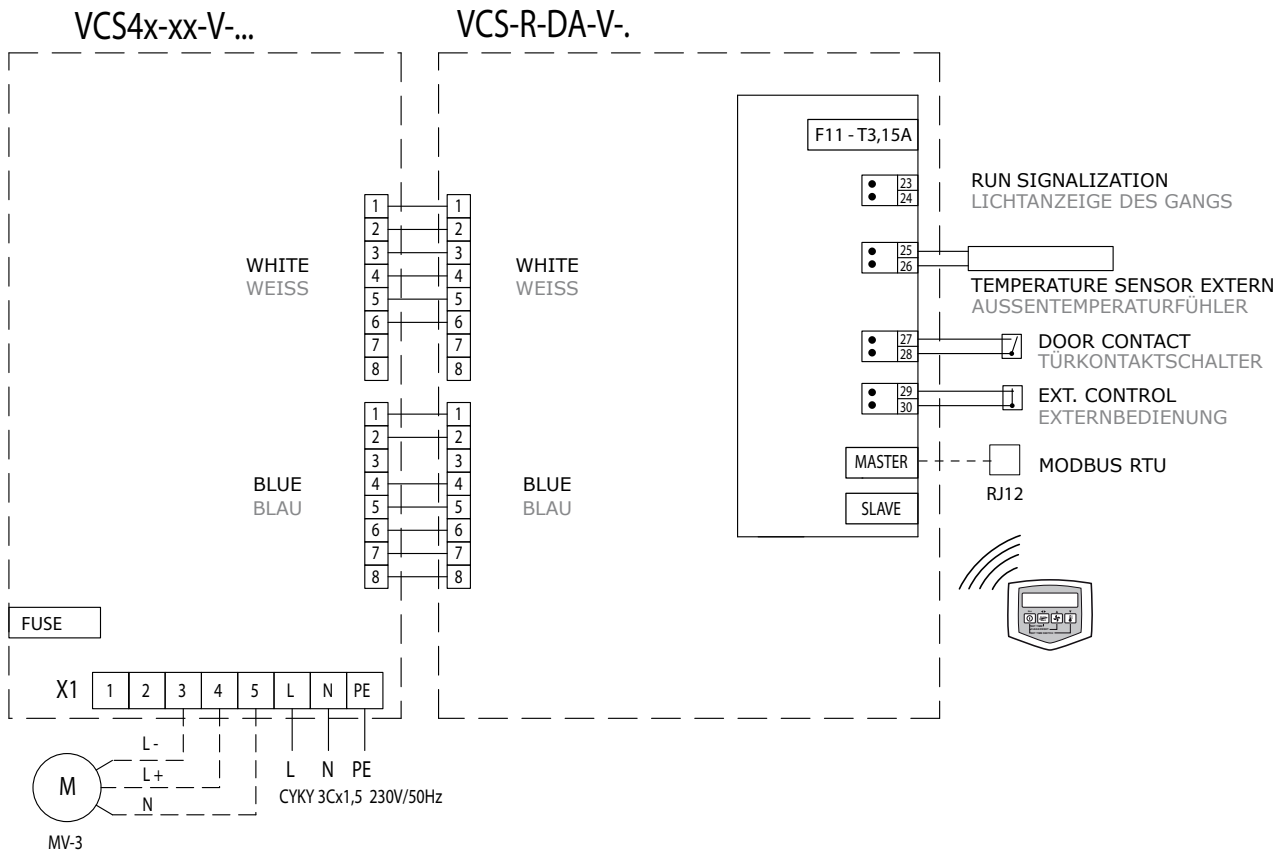 VCS4x-xx-V-...
VCS-R-DA-V-.
F11 - T3,15A
23
24
RUN SIGNALIZATION
LICHTANZEIGE DES GANGS
25
26
TEMPERATURE SENSOR EXTERN
AUSSENTEMPERATURFÜHLER
27
28
DOOR CONTACT
TÜRKONTAKTSCHALTER
29
30
EXT. CONTROL
EXTERNBEDIENUNG
MASTER
MODBUS RTU
RJ12
SLAVE
WHITE
WEISS
1 1
2 2
3 3
4 4
5 5
6 6
7 7
8 8
WHITE
WEISS
BLUE
BLAU
1 1
2 2
3 3
4 4
5 5
6 6
7 7
8 8
BLUE
BLAU
FUSE
X1 1 2 3 4 5 L N PE
L -
L +
N
M
MV-3
L N PE
CYKY 3Cx1,5 230V/50Hz